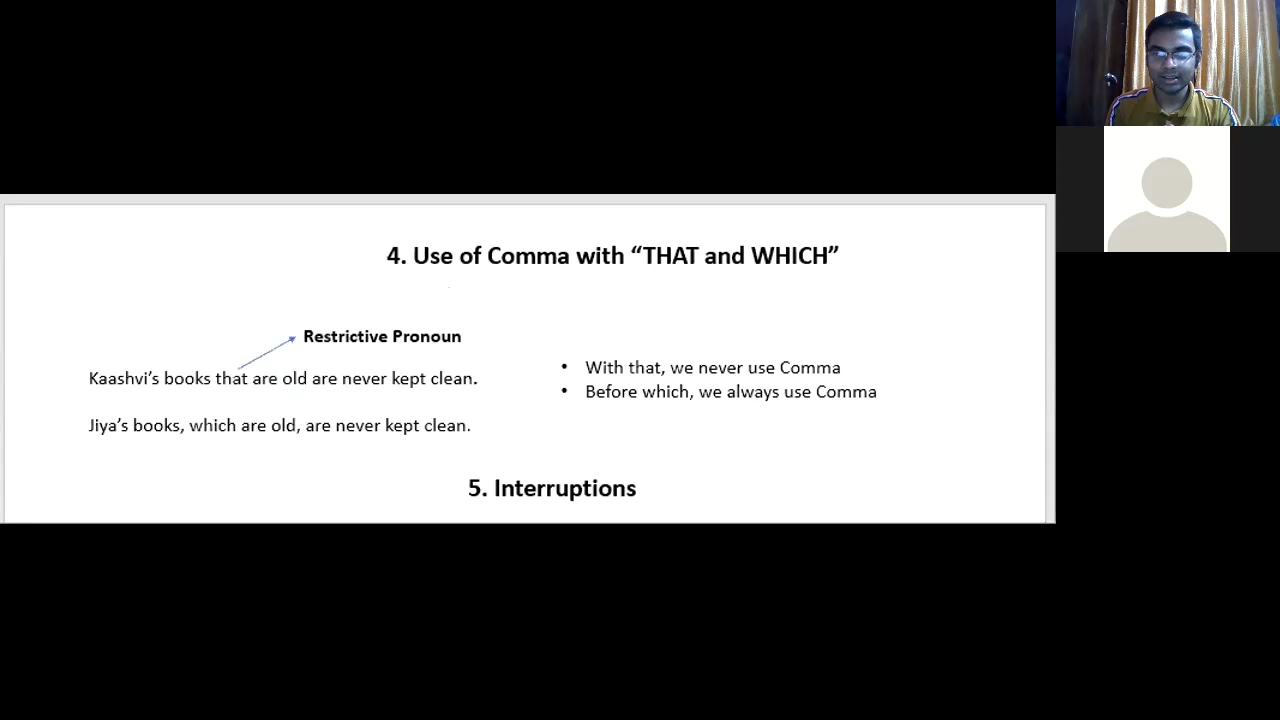 4. Use of Comma with “THAT and WHICH”
Restrictive Pronoun
Kaashvi’s books that are old are never kept clean.
Jiya’s books, which are old, are never kept clean.
• With that, we never use Comma
• Before which, we always use Comma
5. Interruptions